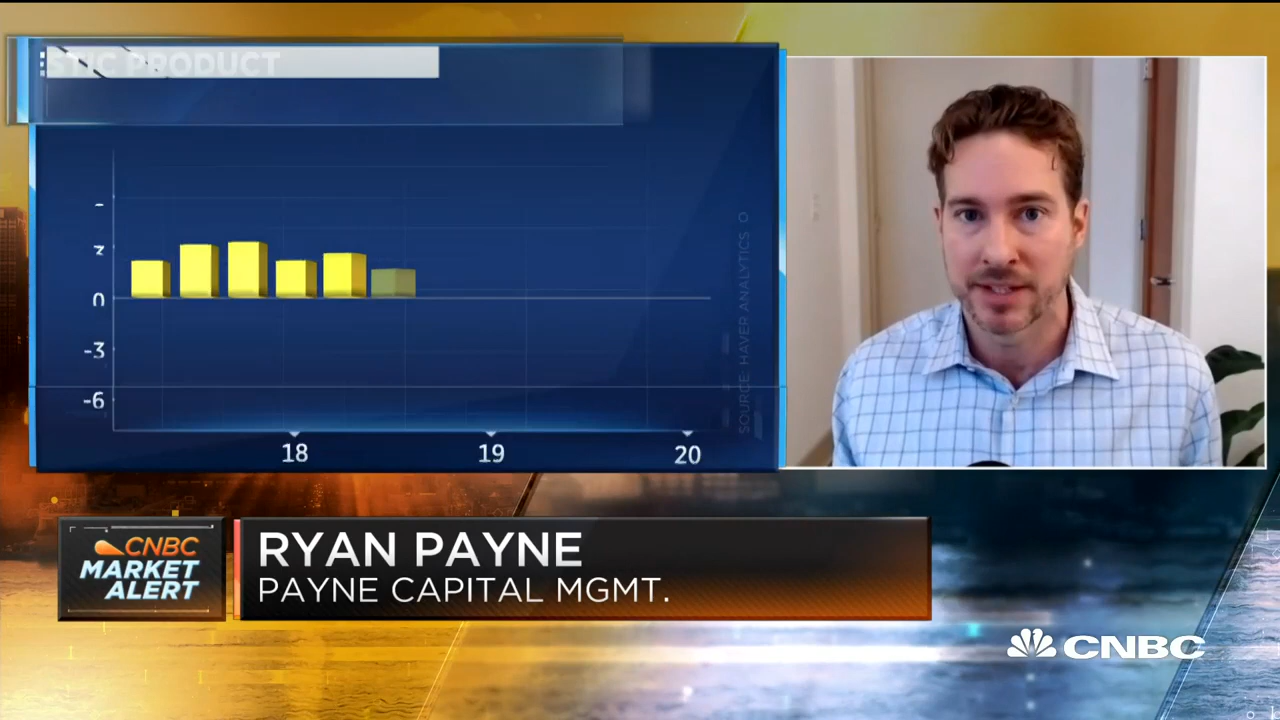 STIC PRODUCT
3
0
-3
-6
18
19
20
SOURCE: HAVER ANALYTICS
RYAN PAYNE
PAYNE CAPITAL MGMT.
CNBC
MARKET
ALERT
CNBC